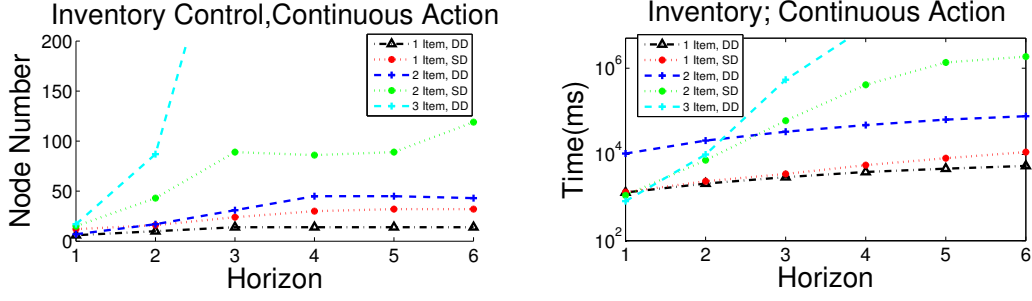 Inventory Control,Continuous Action
Node Number
200
150
100
50
0
1 Item, DD
1 Item, SD
2 Item, DD
2 Item, SD
3 Item, DD
1 2 3 4 5 6
Horizon
Inventory; Continuous Action
Time(ms)
10^6
10^4
10^2
1 Item, DD
1 Item, SD
2 Item, DD
2 Item, SD
3 Item, DD
1 2 3 4 5 6
Horizon